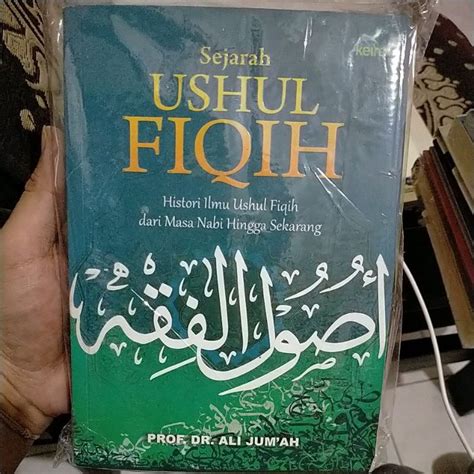 keira
Sejarah
USHUL
FIQIH
Histori Ilmu Ushul Fiqih
dari Masa Nabi Hingga Sekarang
أصول الفقه
PROF. DR. ALI JUM'AH